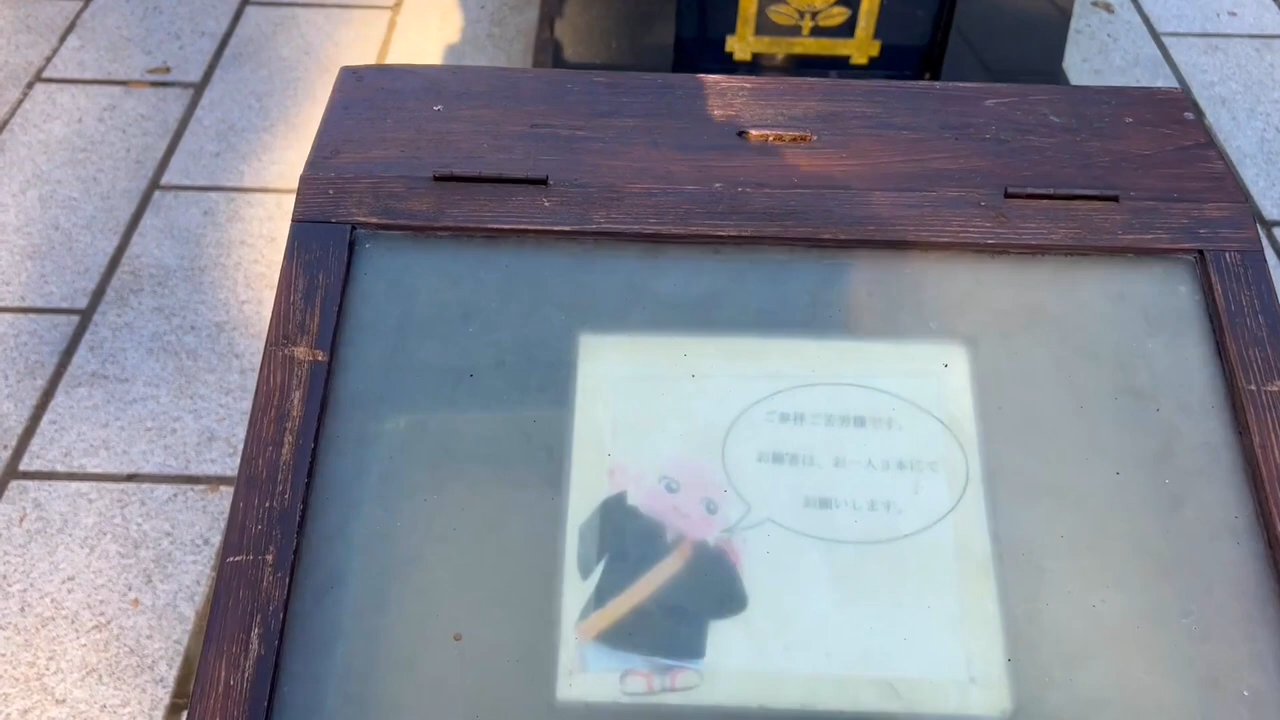 ご参拝ご苦労様です。
お線香は、お一人3本にて
お願いします。